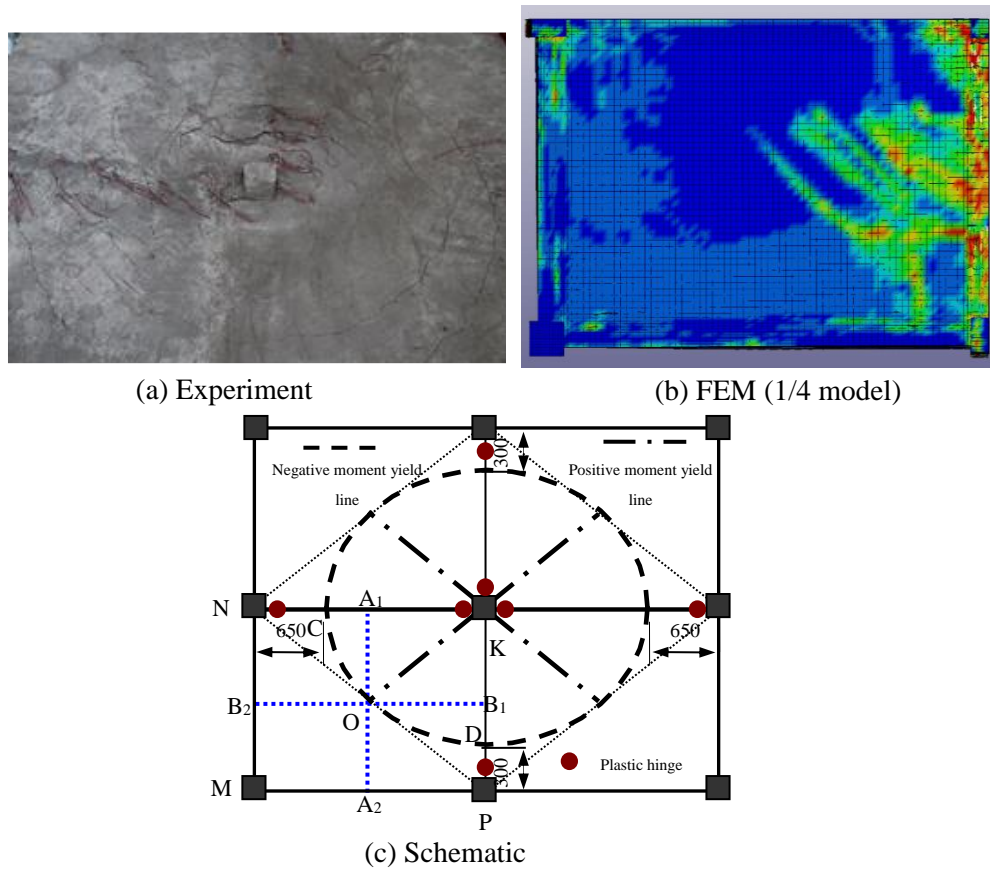 (a) Experiment
(b) FEM (1/4 model)
300
Negative moment yield
line
Positive moment yield
line
N
A1
650
C
650
K
B2
B1
O
D
300
Plastic hinge
M
A2
P
(c) Schematic